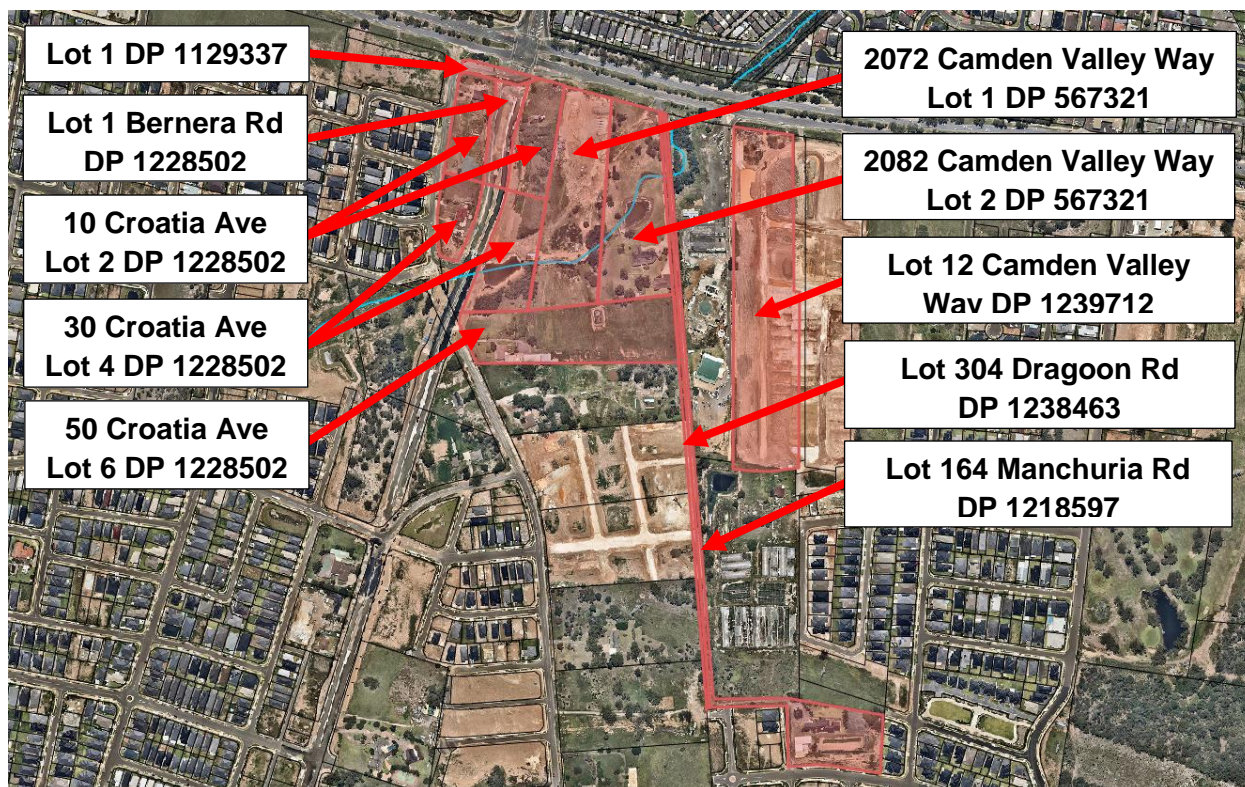 Lot 1 DP 1129337
Lot 1 Bernera Rd
DP 1228502
10 Croatia Ave
Lot 2 DP 1228502
30 Croatia Ave
Lot 4 DP 1228502
50 Croatia Ave
Lot 6 DP 1228502
2072 Camden Valley Way
Lot 1 DP 567321
2082 Camden Valley Way
Lot 2 DP 567321
Lot 12 Camden Valley
Way DP 1239712
Lot 304 Dragoon Rd
DP 1238463
Lot 164 Manchuria Rd
DP 1218597